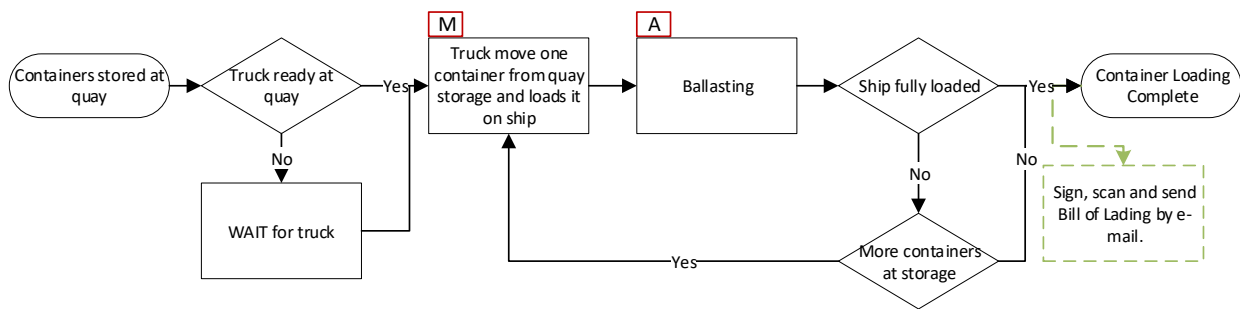 M
A
Containers stored at
quay
Truck ready at
quay
Yes
Truck move one
container from quay
storage and loads it
on ship
Ballasting
Ship fully loaded
Yes
Container Loading
Complete
No
No
No
WAIT for truck
Sign, scan and send
Bill of Lading by e-
mail.
More containers
at storage
Yes